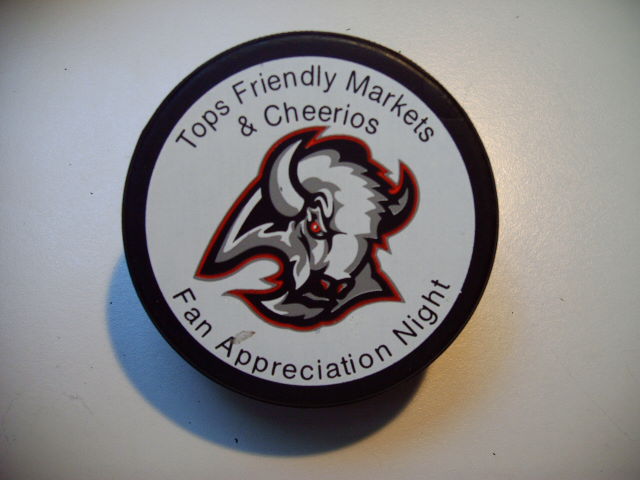 Tops Friendly Markets
& Cheerios
Fan Appreciation Night